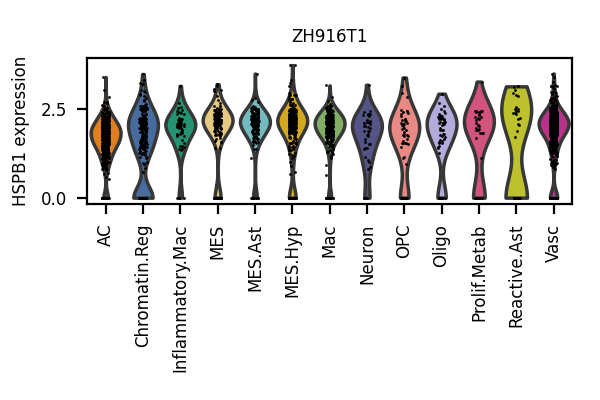 ZH916T1
HSPB1 expression
2.5
0.0
AC
Chromatin.Reg
Inflammatory.Mac
MES
MES.Ast
MES.Hyp
Mac
Neuron
OPC
Oligo
Prolif.Metab
Reactive.Ast
Vasc